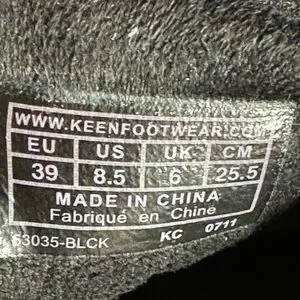 WWW.KEENFOOTWEAR.COM
EU US UK CM
39 8.5 6 25.5
MADE IN CHINA
Fabriqué en Chine
53035-BLCK KC 0711